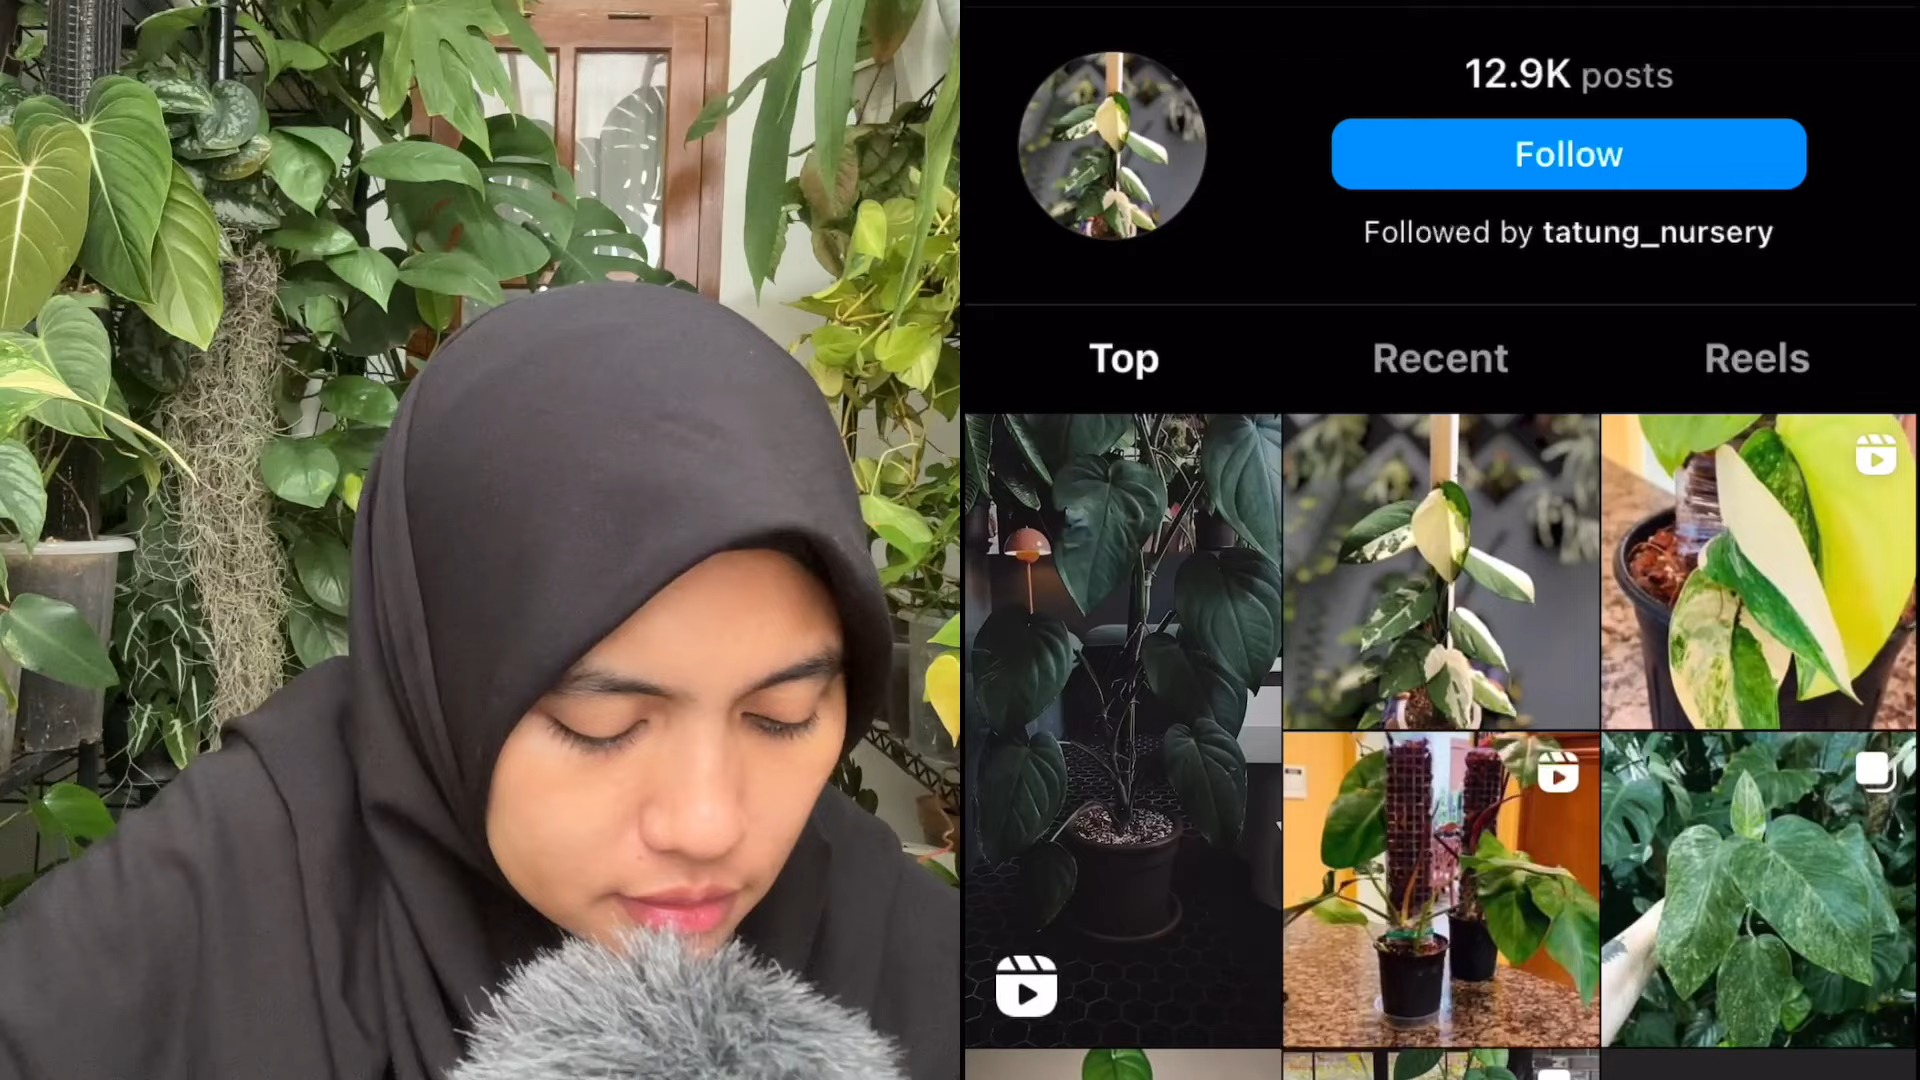 12.9K posts
Follow
Followed by tatung_nursery
Top
Recent
Reels